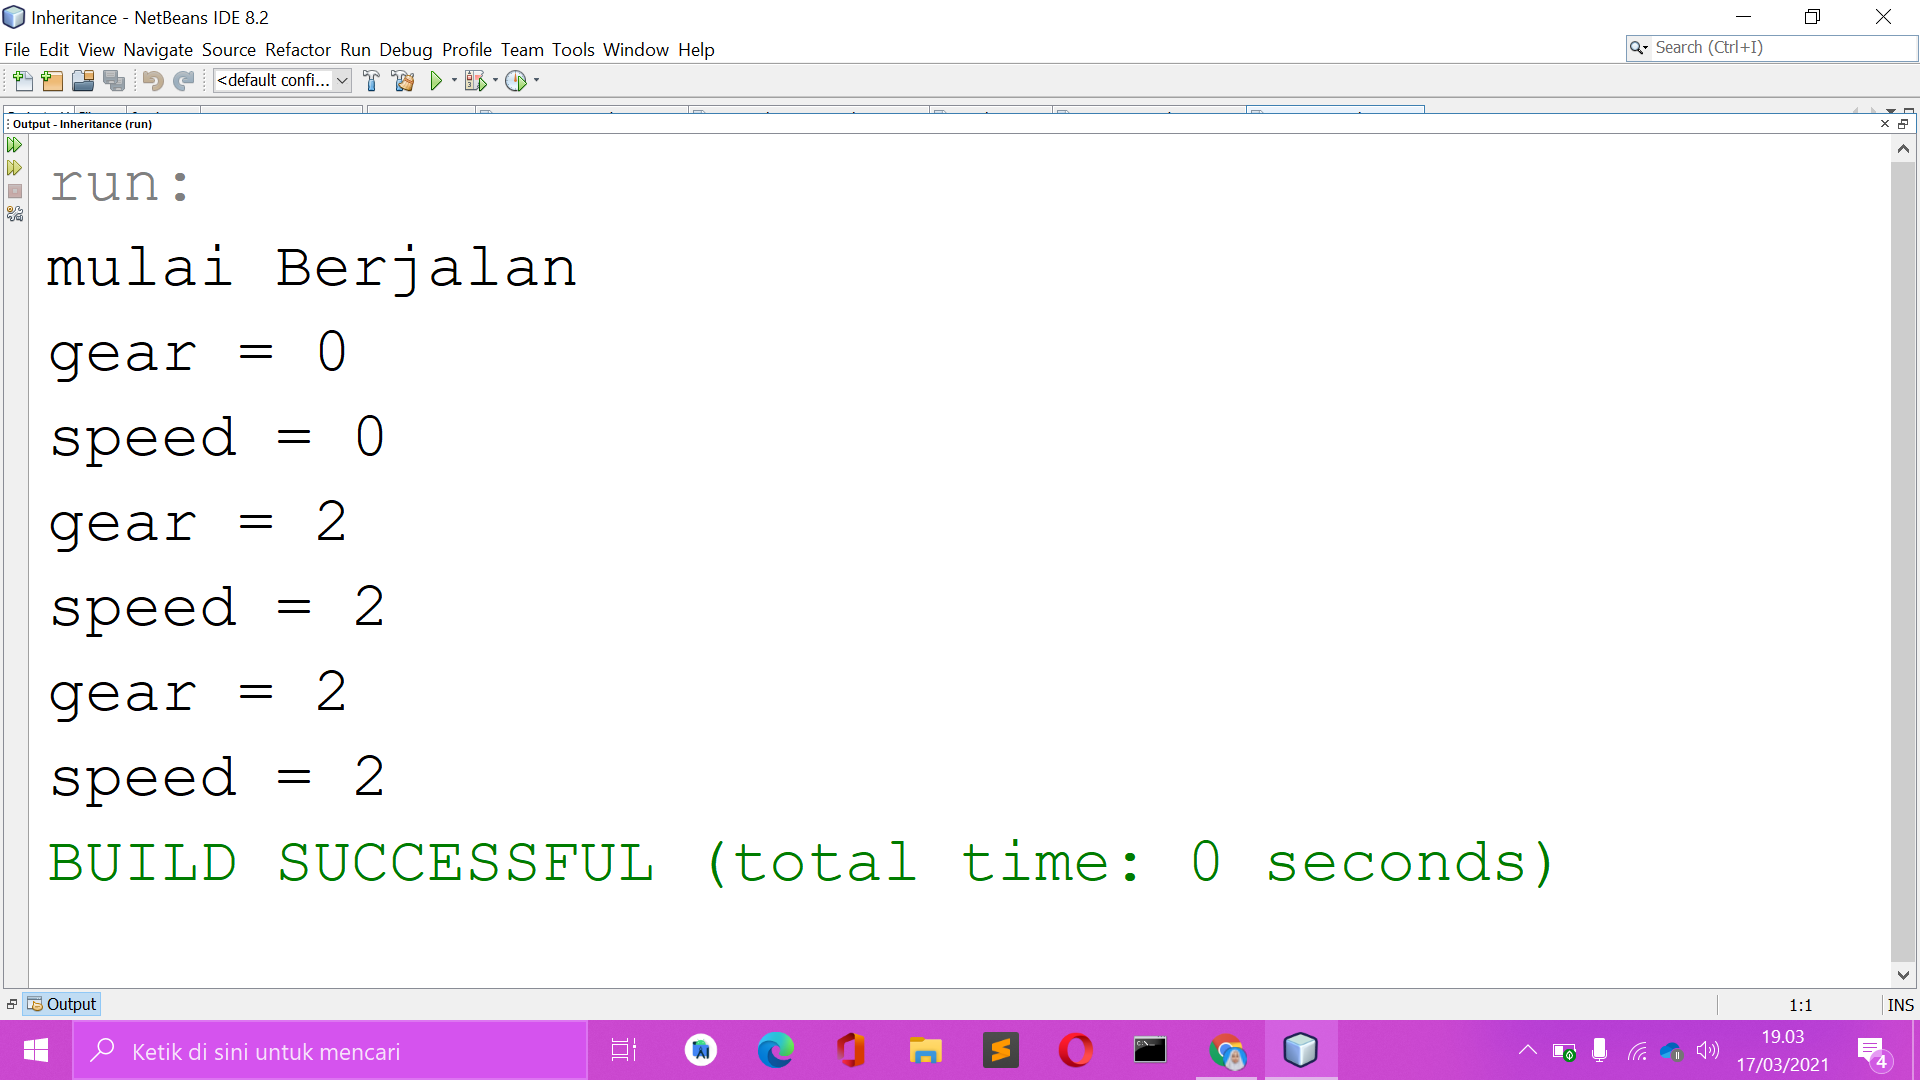 Inheritance - NetBeans IDE 8.2
File Edit View Navigate Source Refactor Run Debug Profile Team Tools Window Help
Search (Ctrl+I)
<default confi...
Output - Inheritance (run)
run:
mulai Berjalan
gear = 0
speed = 0
gear = 2
speed = 2
gear = 2
speed = 2
BUILD SUCCESSFUL (total time: 0 seconds)
Output
1:1
INS
Ketik di sini untuk mencari
19.03
17/03/2021
4